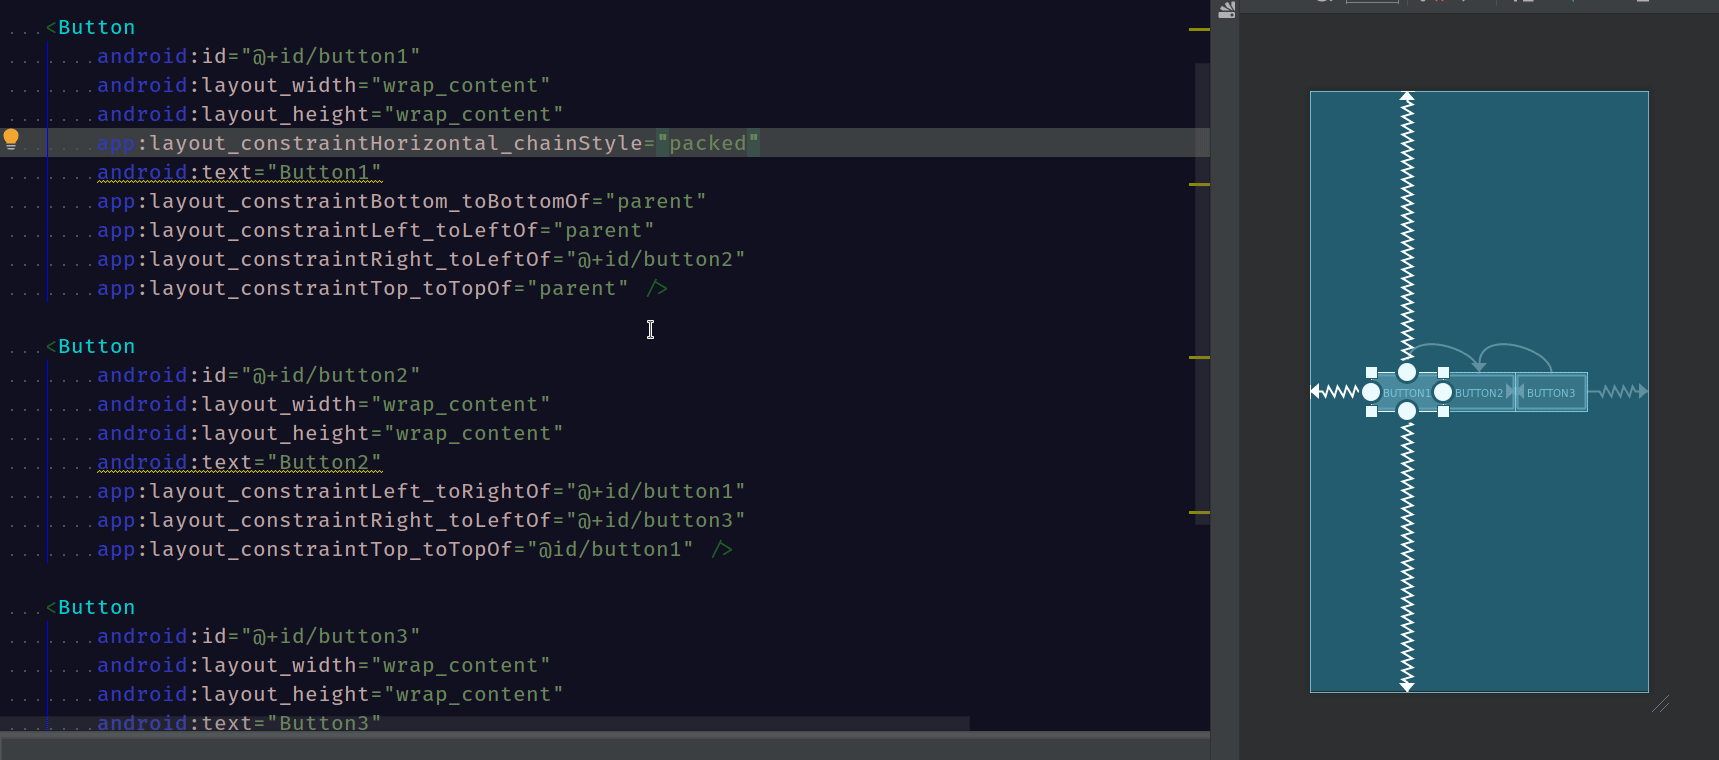 <Button
android:id="@+id/button1"
android:layout_width="wrap_content"
android:layout_height="wrap_content"
app:layout_constraintHorizontal_chainStyle="packed"
android:text="Button1"
app:layout_constraintBottom_toBottomOf="parent"
app:layout_constraintLeft_toLeftOf="parent"
app:layout_constraintRight_toLeftOf="@+id/button2"
app:layout_constraintTop_toTopOf="parent" />
<Button
android:id="@+id/button2"
android:layout_width="wrap_content"
android:layout_height="wrap_content"
android:text="Button2"
app:layout_constraintLeft_toRightOf="@+id/button1"
app:layout_constraintRight_toLeftOf="@+id/button3"
app:layout_constraintTop_toTopOf="@id/button1" />
<Button
android:id="@+id/button3"
android:layout_width="wrap_content"
android:layout_height="wrap_content"
android:text="Button3"
BUTTON1 BUTTON2 BUTTON3